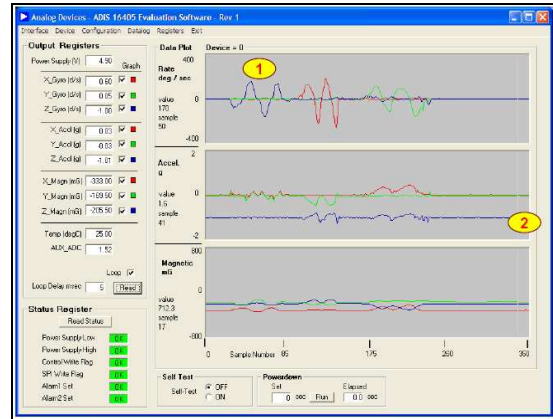 Analog Devices - ADIS 16405 Evaluation Software - Rev 1
Interface Device Configuration Datalog Registers Exit
Output Registers
Power Supply (V) 4.90 Graph
X_Gyro (d/s) 0.60
Y_Gyro (d/s) 0.05
Z_Gyro (d/s) -1.00
X_Accl (g) 0.03
Y_Accl (g) -0.03
Z_Accl (g) -1.01
X_Magn (mG) -333.00
Y_Magn (mG) -169.50
Z_Magn (mG) -205.50
Temp (degC) 25.00
AUX_ADC 1.52
Loop
Loop Delay msec 5 Read
Status Register
Read Status
Power Supply Low OK
Power Supply High OK
Control Write Flag OK
SPI Write Flag OK
Alarm1 Set OK
Alarm2 Set OK
Data Plot Device = 0
Rate
deg / sec
value
170
sample
50
400
0
-400
1
Accel.
g
value
1.6
sample
41
2
0
-2
2
Magnetic
mG
value
712.3
sample
17
800
0
-800
0 Sample Number 85 175 260 350
Self Test
Self-Test OFF
ON
Powerdown
Set Elapsed
0 sec Run 0.0 sec